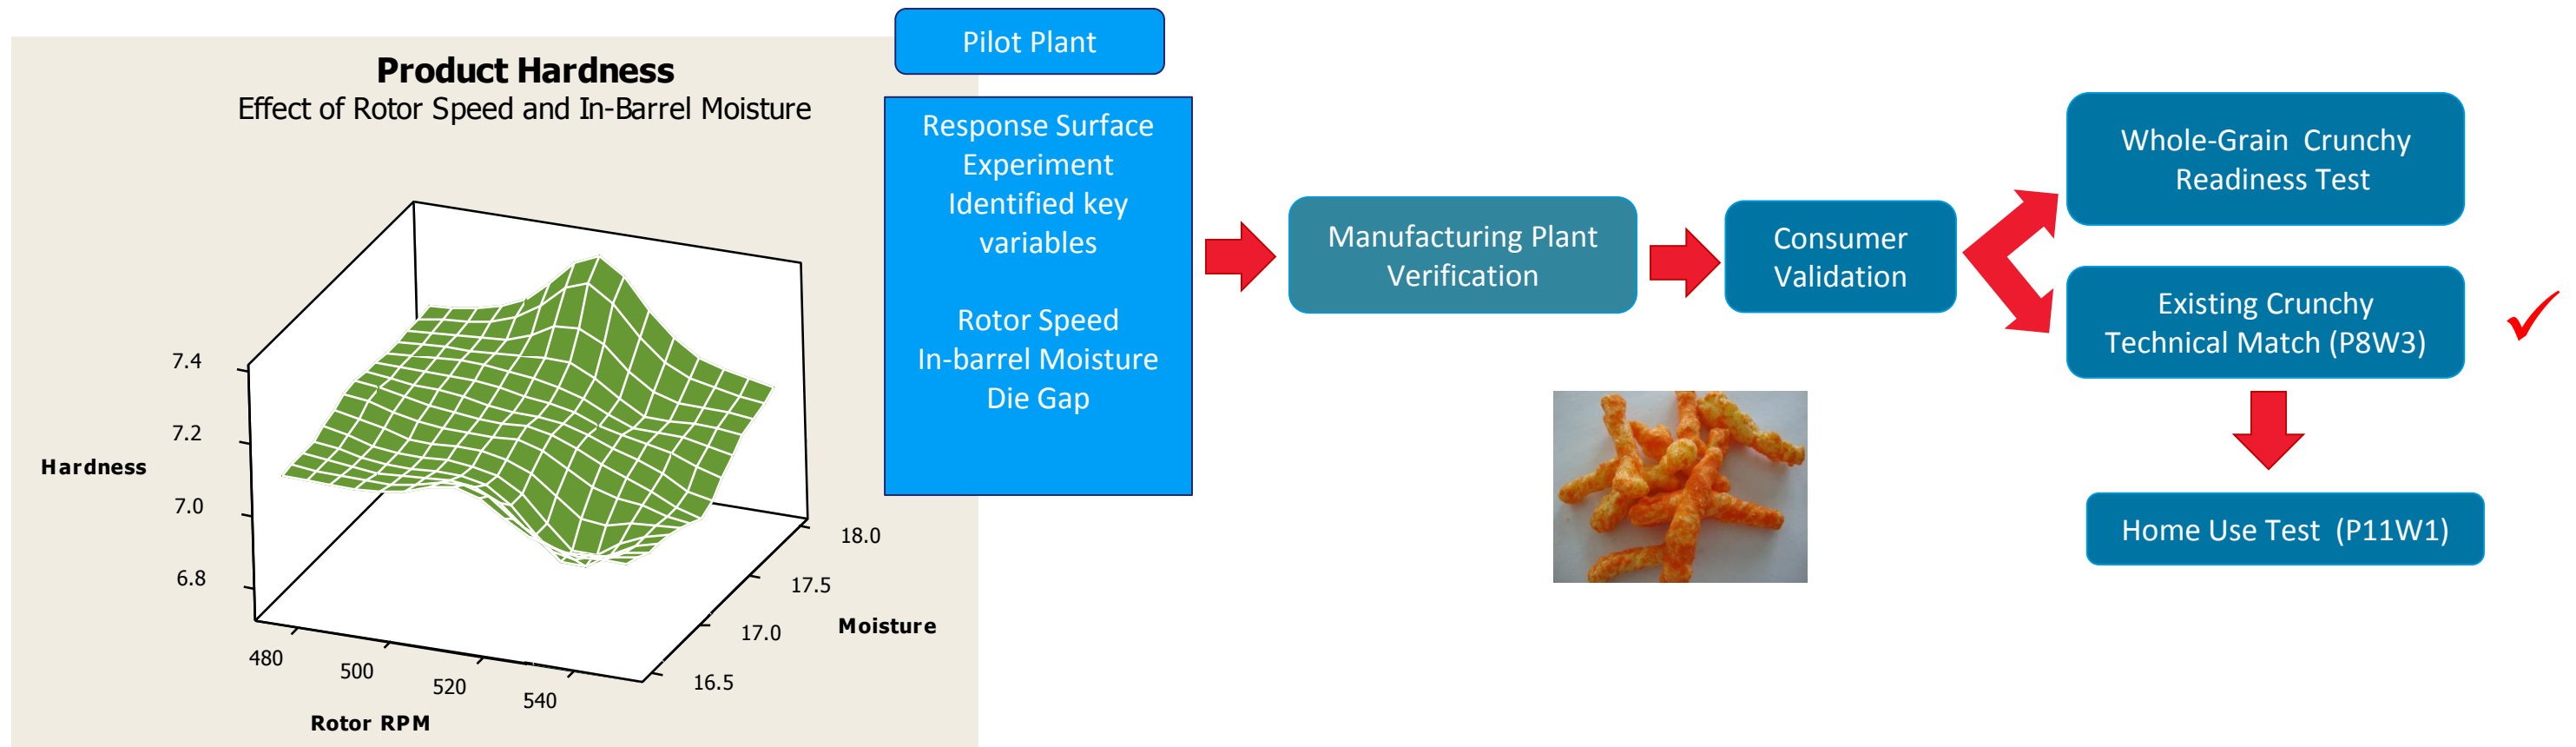 Product Hardness
Effect of Rotor Speed and In-Barrel Moisture
Hardness
7.4
7.2
7.0
6.8
480
500
520
540
Rotor RPM
16.5
17.0
17.5
18.0
Moisture
Pilot Plant
Response Surface
Experiment
Identified key
variables
Rotor Speed
In-barrel Moisture
Die Gap
Manufacturing Plant
Verification
Consumer
Validation
Whole-Grain Crunchy
Readiness Test
Existing Crunchy
Technical Match (P8W3)
Home Use Test (P11W1)